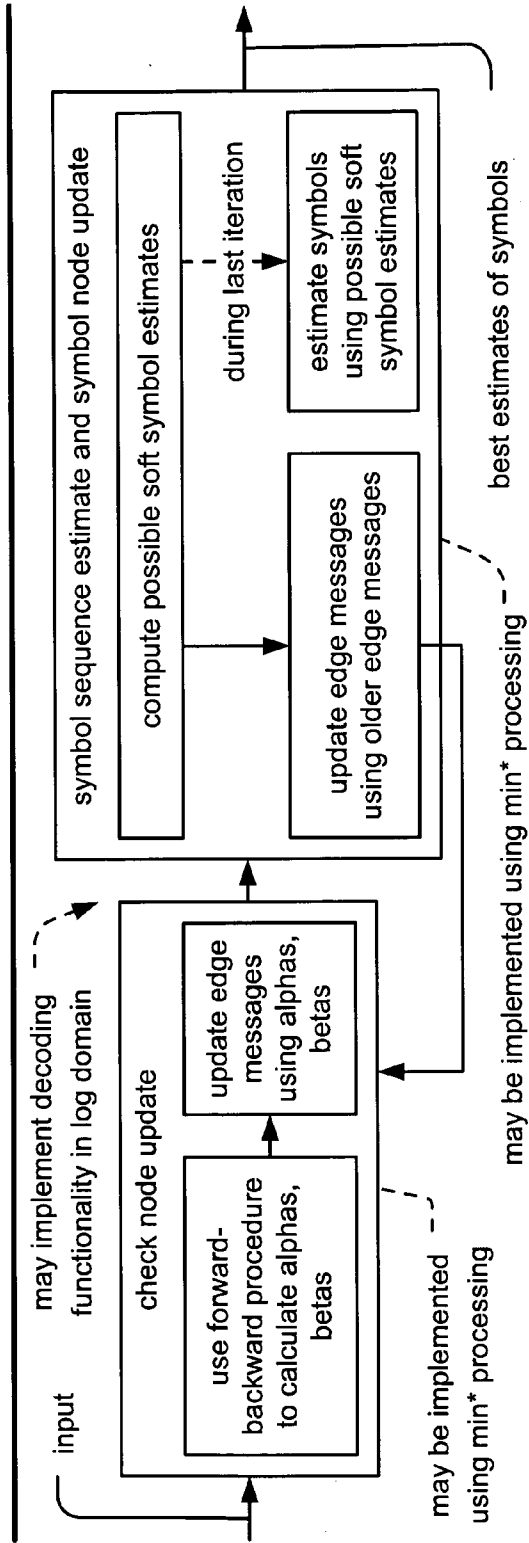 input
may implement decoding
functionality in log domain
check node update
use forward-
backward procedure
to calculate alphas,
betas
update edge
messages
using alphas,
betas
may be implemented
using min* processing
symbol sequence estimate and symbol node update
compute possible soft symbol estimates
during last iteration
update edge messages
using older edge messages
estimate symbols
using possible soft
symbol estimates
best estimates of symbols
may be implemented using min* processing